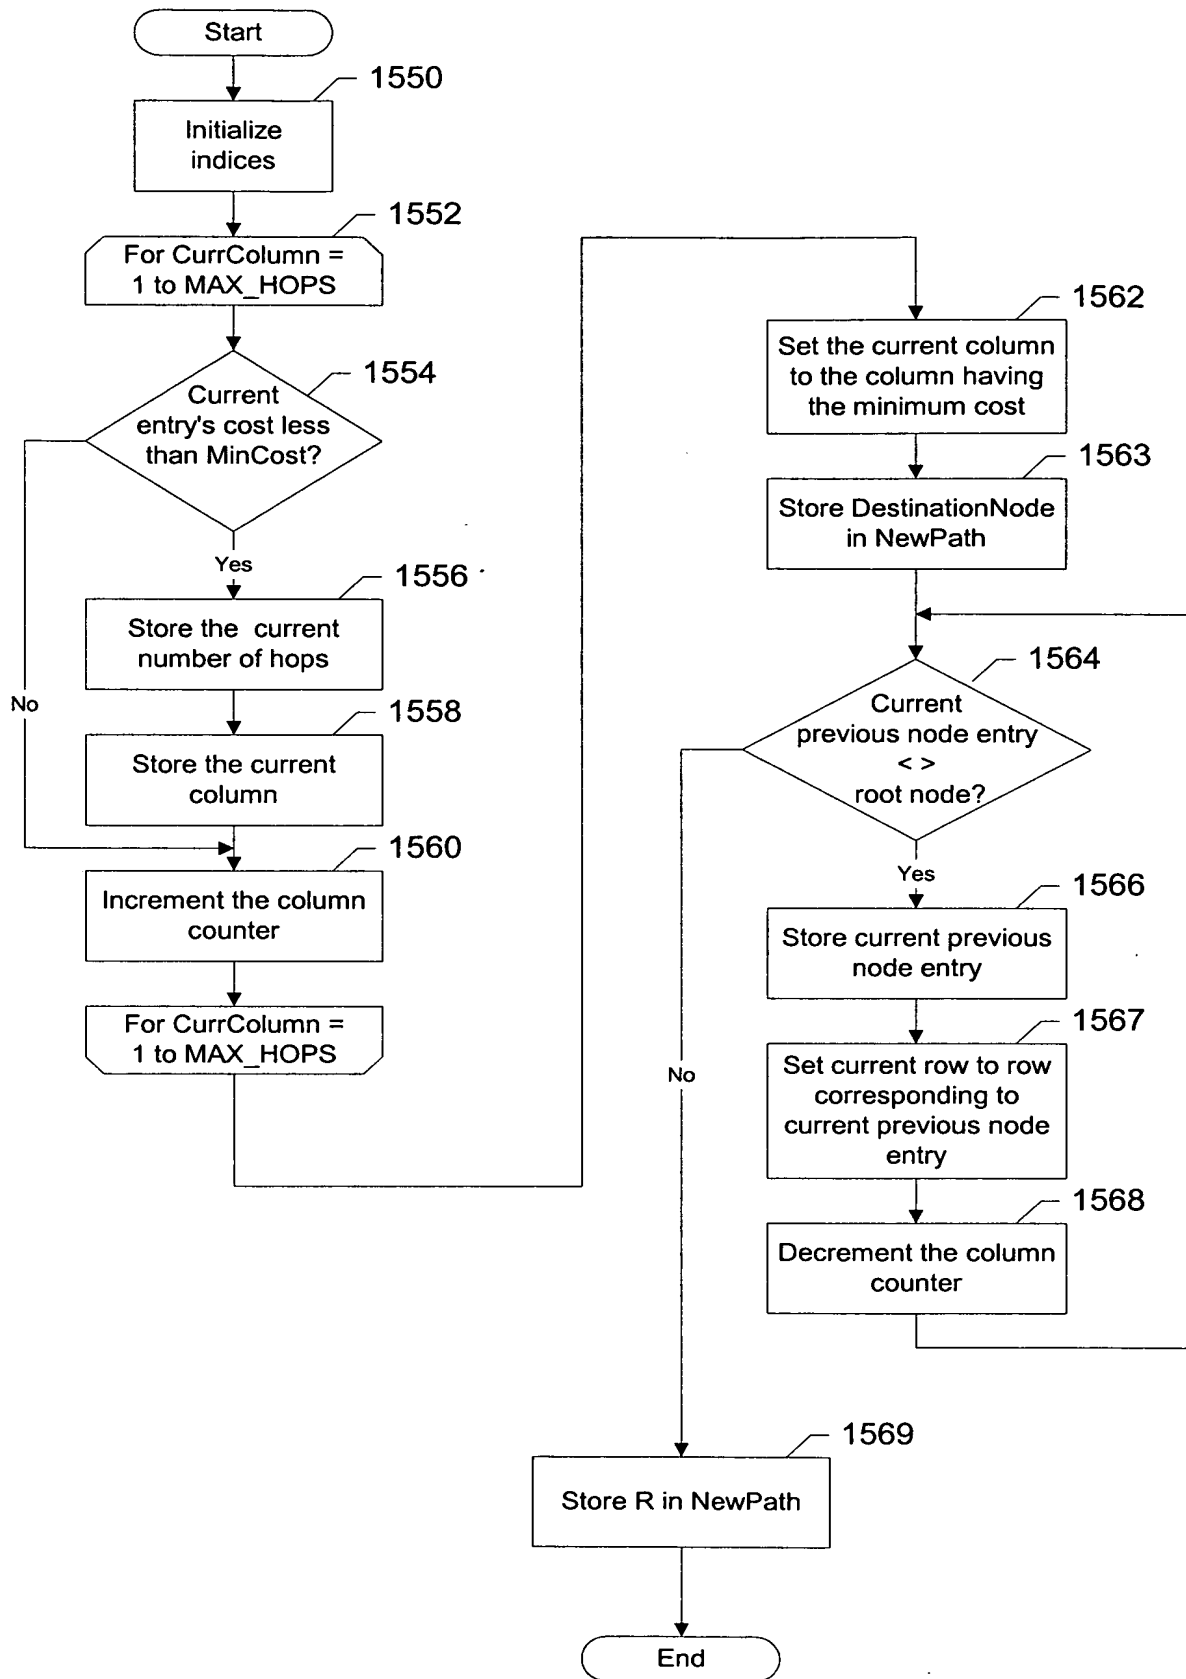 Start
1550
Initialize
indices
1552
For CurrColumn =
1 to MAX_HOPS
1554
Current
entry's cost less
than MinCost?
Yes
1556
Store the current
number of hops
No
1558
Store the current
column
1560
Increment the column
counter
For CurrColumn =
1 to MAX_HOPS
1562
Set the current column
to the column having
the minimum cost
1563
Store DestinationNode
in NewPath
1564
Current
previous node entry
< >
root node?
Yes
1566
Store current previous
node entry
1567
Set current row to row
corresponding to
current previous node
entry
No
1568
Decrement the column
counter
1569
Store R in NewPath
End